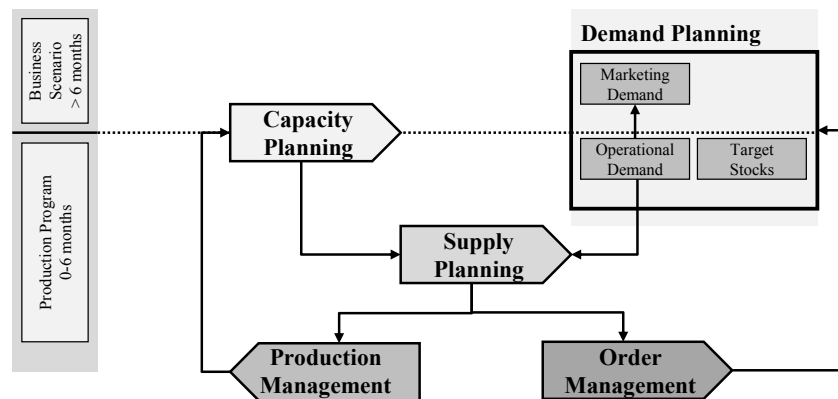 Business
Scenario
> 6 months
Production Program
0-6 months
Demand Planning
Marketing
Demand
Operational
Demand
Target
Stocks
Capacity
Planning
Supply
Planning
Production
Management
Order
Management